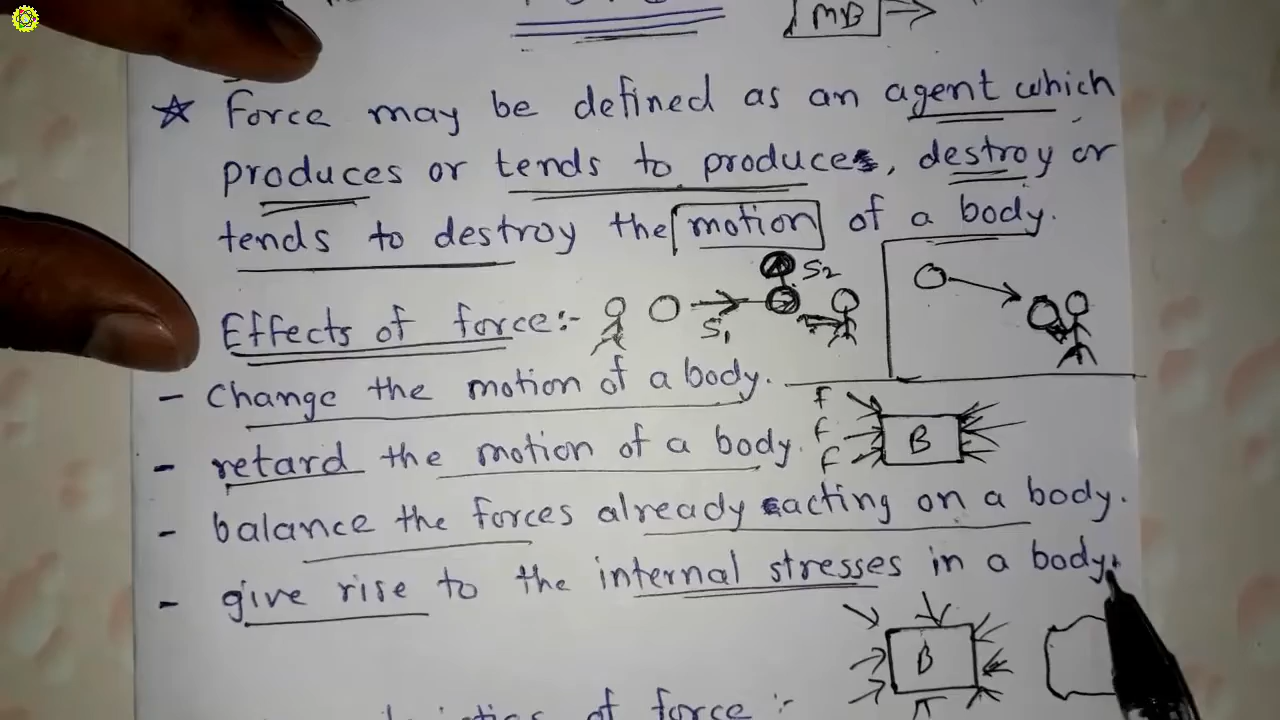 MB
☆ Force may be defined as an agent which
produces or tends to produce, destroy or
tends to destroy the motion of a body.
S2
S1
Effects of force:-
- Change the motion of a body.
- retard the motion of a body.
F
F
F
B
- balance the forces already acting on a body.
- give rise to the internal stresses in a body.
B
of force :-